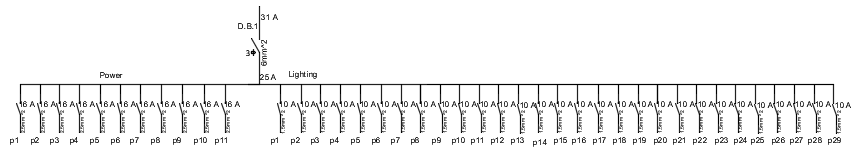 31 A
D.B.1
3Φ
6mm^2
25 A
Power
Lighting
16 A 16 A 16 A 16 A 16 A 16 A 16 A 16 A 16 A 16 A 16 A
10 A 10 A 10 A 10 A 10 A 10 A 10 A 10 A 10 A 10 A 10 A 10 A 10 A 10 A 10 A 10 A 10 A 10 A 10 A 10 A 10 A 10 A 10 A 10 A 10 A 10 A 10 A 10 A 10 A
p1 p2 p3 p4 p5 p6 p7 p8 p9 p10 p11
p1 p2 p3 p4 p5 p6 p7 p8 p9 p10 p11 p12 p13 p14 p15 p16 p17 p18 p19 p20 p21 p22 p23 p24 p25 p26 p27 p28 p29